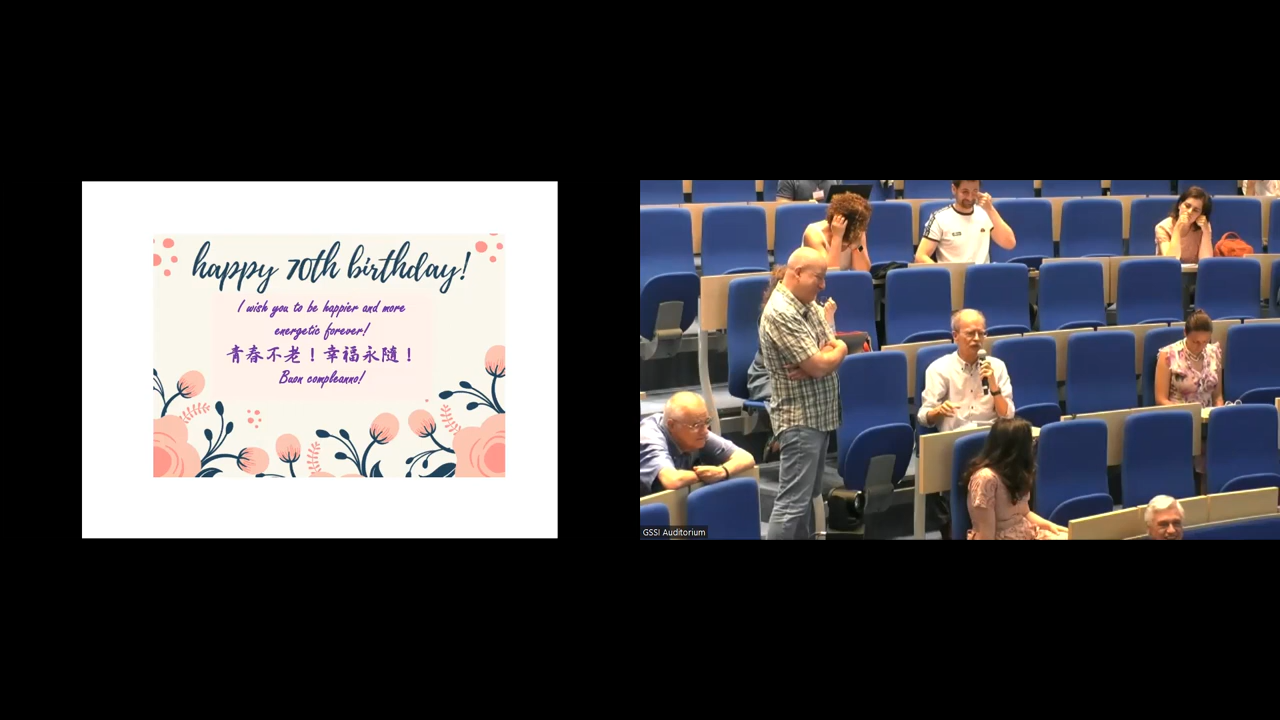 happy 70th birthday!
I wish you to be happier and more
energetic forever!
青春不老！幸福永随！
Buon compleanno!
GSSI Auditorium